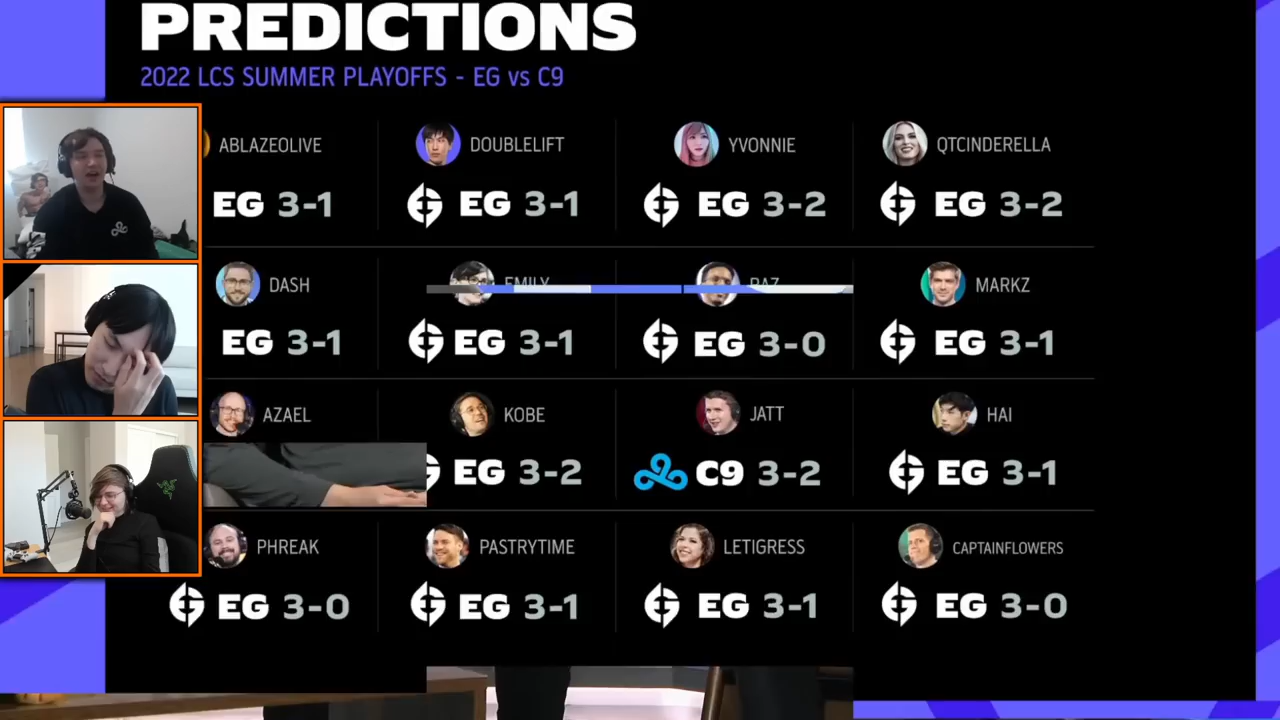 PREDICTIONS
2022 LCS SUMMER PLAYOFFS - EG vs C9
ABLAZEOLIVE DOUBLELIFT YVONNIE QTCINDERELLA
EG 3-1 EG 3-1 EG 3-2 EG 3-2
DASH EMILY RAZ MARKZ
EG 3-1 EG 3-1 EG 3-0 EG 3-1
AZAEL KOBE JATT HAI
EG 3-2 C9 3-2 EG 3-1
PHREAK PASTRYTIME LETIGRESS CAPTAINFLOWERS
EG 3-0 EG 3-1 EG 3-1 EG 3-0